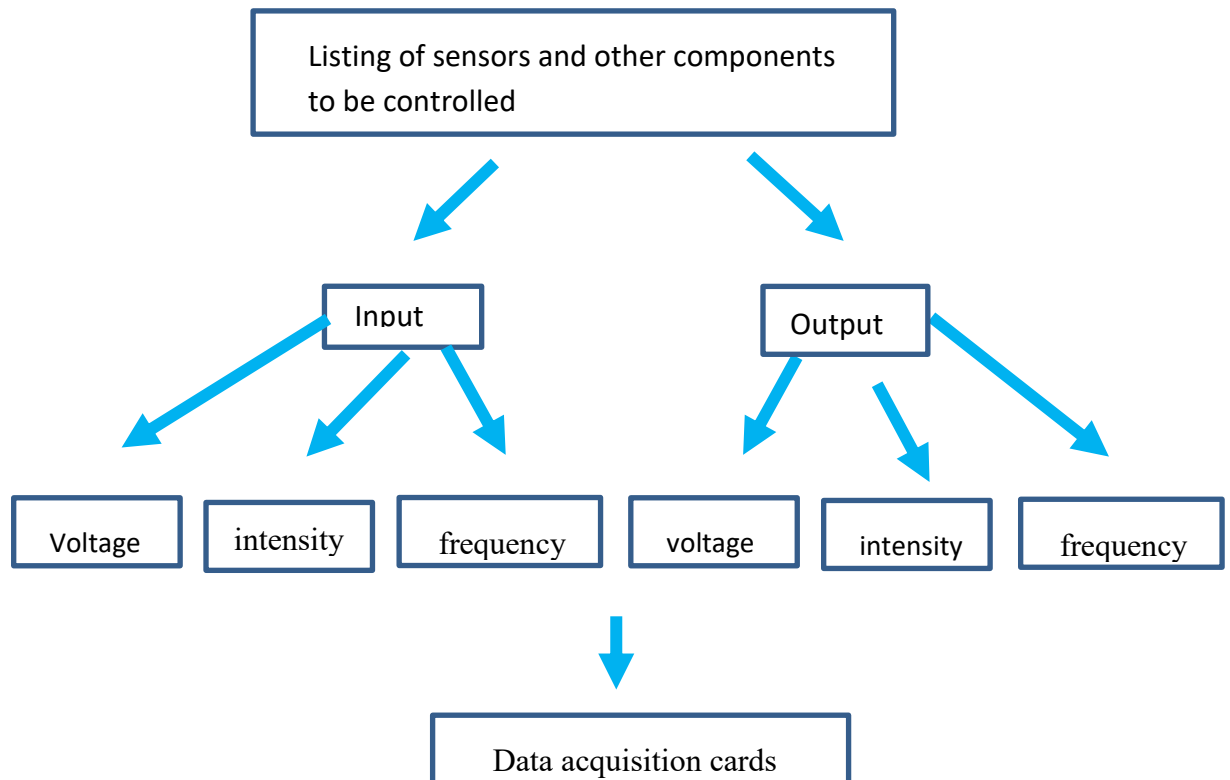 Listing of sensors and other components
to be controlled
Input
Output
Voltage
intensity
frequency
voltage
intensity
frequency
Data acquisition cards